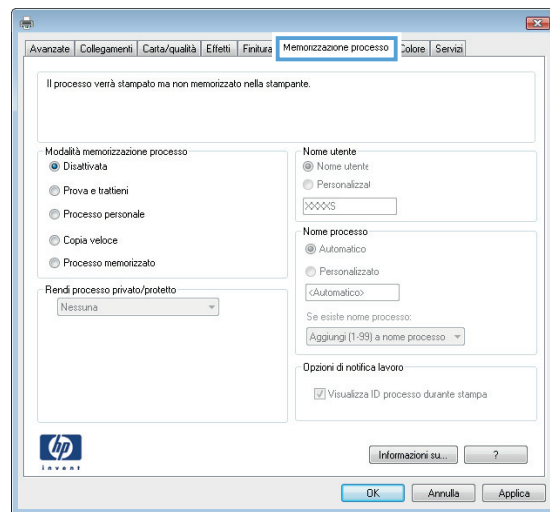 Avanzate Collegamenti Carta/qualità Effetti Finitura Memorizzazione processo Colore Servizi
Il processo verrà stampato ma non memorizzato nella stampante.
Modalità memorizzazione processo
Disattivata
Prova e trattieni
Processo personale
Copia veloce
Processo memorizzato
Rendi processo privato/protetto
Nessuna
Nome utente
Nome utente
Personalizzat
XXXXS
Nome processo
Automatico
Personalizzato
<Automatico>
Se esiste nome processo:
Aggiungi (1-99) a nome processo
Opzioni di notifica lavoro
Visualizza ID processo durante stampa
hp
invent
Informazioni su... ?
OK Annulla Applica